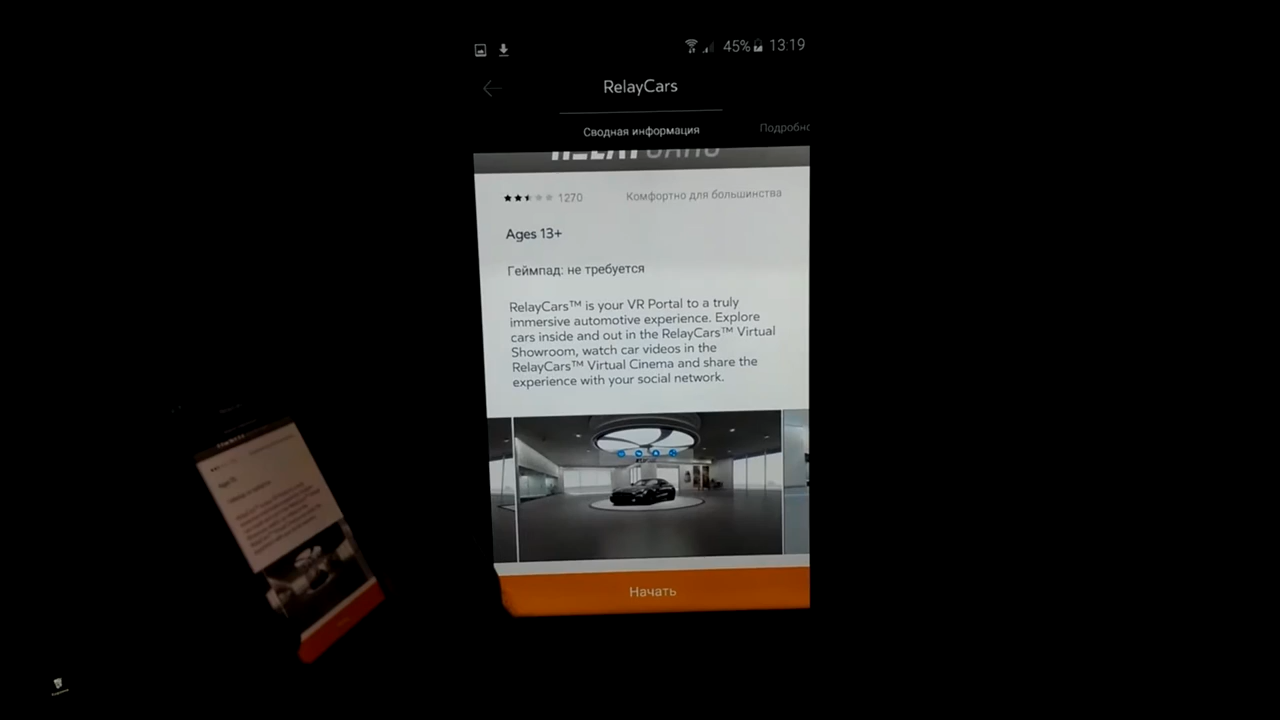 45% 13:19
RelayCars
Сводная информация
Подробно
RELAYCARS
1270 Комфортно для большинства
Ages 13+
Геймпад: не требуется
RelayCars™ is your VR Portal to a truly
immersive automotive experience. Explore
cars inside and out in the RelayCars™ Virtual
Showroom, watch car videos in the
RelayCars™ Virtual Cinema and share the
experience with your social network.
Начать